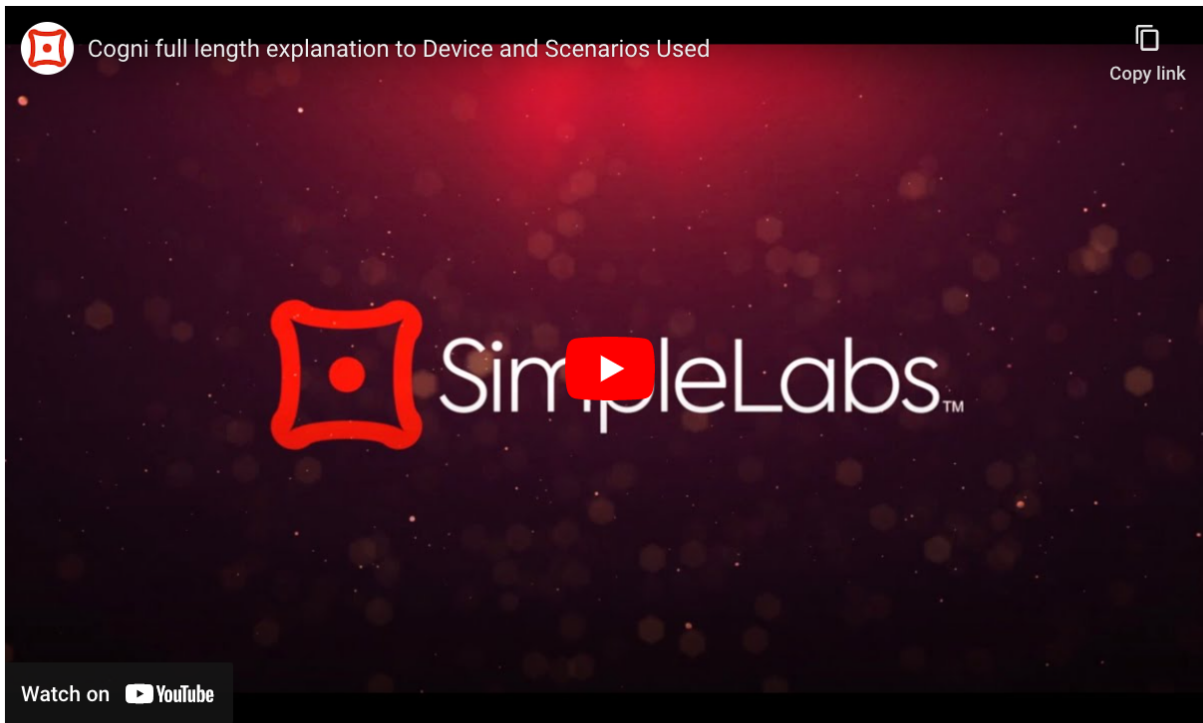 Cogni full length explanation to Device and Scenarios Used
Copy link
SimpleLabs™
Watch on YouTube